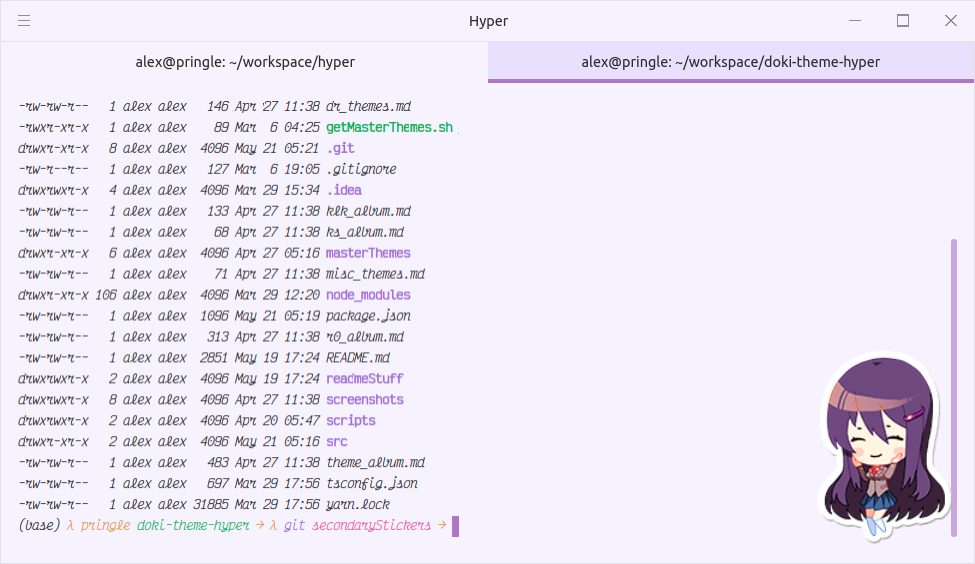 Hyper
alex@pringle: ~/workspace/hyper
alex@pringle: ~/workspace/doki-theme-hyper
-rw-rw-r-- 1 alex alex 146 Apr 27 11:38 dr_themes.md
-rwxr-xr-x 1 alex alex 89 Mar 6 04:25 getMasterThemes.sh
drwxr-xr-x 8 alex alex 4096 May 21 05:21 .git
-rw-r--r-- 1 alex alex 127 Mar 6 19:05 .gitignore
drwxrwxr-x 4 alex alex 4096 Mar 29 15:34 .idea
-rw-rw-r-- 1 alex alex 133 Apr 27 11:38 klk_album.md
-rw-rw-r-- 1 alex alex 68 Apr 27 11:38 ks_album.md
drwxr-xr-x 6 alex alex 4096 Apr 27 05:16 masterThemes
-rw-rw-r-- 1 alex alex 71 Apr 27 11:38 misc_themes.md
drwxr-xr-x 106 alex alex 4096 Mar 29 12:20 node_modules
-rw-rw-r-- 1 alex alex 1096 May 21 05:19 package.json
-rw-rw-r-- 1 alex alex 313 Apr 27 11:38 r0_album.md
-rw-rw-r-- 1 alex alex 2851 May 19 17:24 README.md
drwxrwxr-x 2 alex alex 4096 May 19 17:24 readmeStuff
drwxrwxr-x 8 alex alex 4096 Apr 27 11:38 screenshots
drwxrwxr-x 2 alex alex 4096 Apr 20 05:47 scripts
drwxr-xr-x 2 alex alex 4096 May 21 05:16 src
-rw-rw-r-- 1 alex alex 483 Apr 27 11:38 theme_album.md
-rw-rw-r-- 1 alex alex 697 Mar 29 17:56 tsconfig.json
-rw-rw-r-- 1 alex alex 31885 Mar 29 17:56 yarn.lock
(base) λ pringle doki-theme-hyper → λ git secondaryStickers →